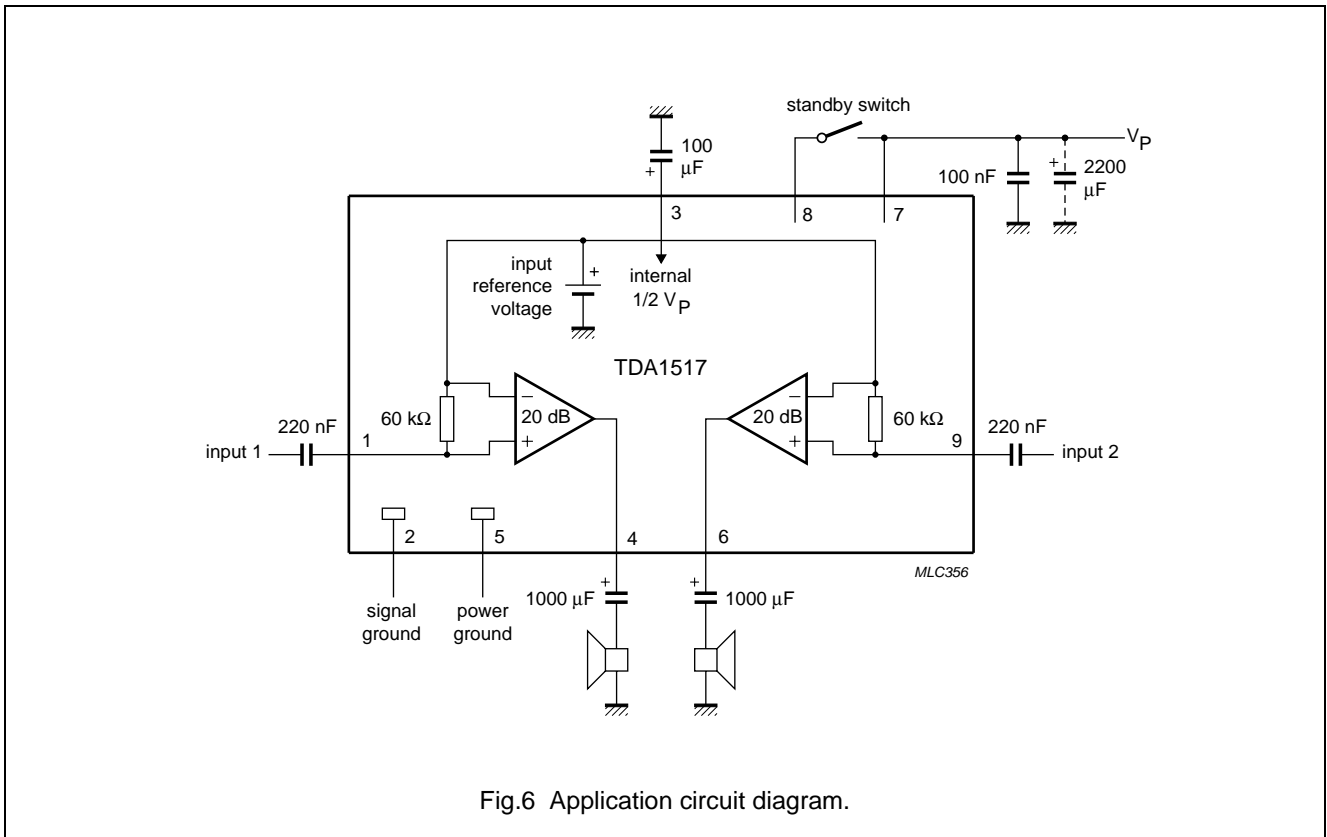 standby switch
V_P
100
µF
+
100 nF
+
2200
µF
3
8
7
input
reference
voltage
+
internal
1/2 V_P
TDA1517
60 kΩ
−
+
20 dB
20 dB
−
+
60 kΩ
220 nF
input 1
1
9
220 nF
input 2
2
5
4
6
MLC356
signal
ground
power
ground
+
1000 µF
+
1000 µF
Fig.6 Application circuit diagram.